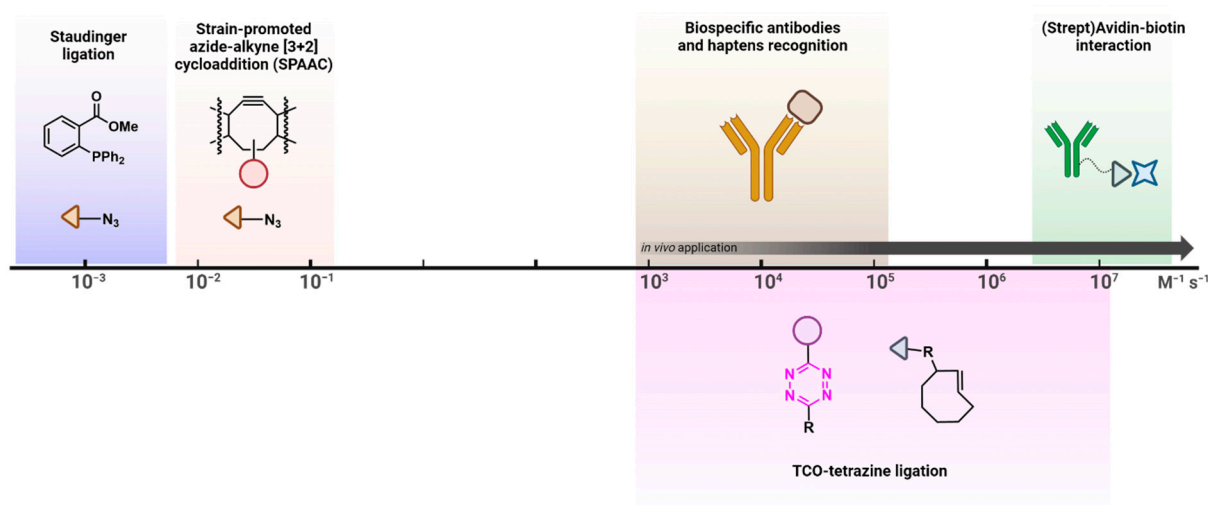 Staudinger
ligation
O
OMe
PPh₂
N₃
Strain-promoted
azide-alkyne [3+2]
cycloaddition (SPAAC)
N₃
Biospecific antibodies
and haptens recognition
(Strept)Avidin-biotin
interaction
in vivo application
10⁻³ 10⁻² 10⁻¹ 10³ 10⁴ 10⁵ 10⁶ 10⁷ M⁻¹ s⁻¹
N N
N N
R
R
TCO-tetrazine ligation